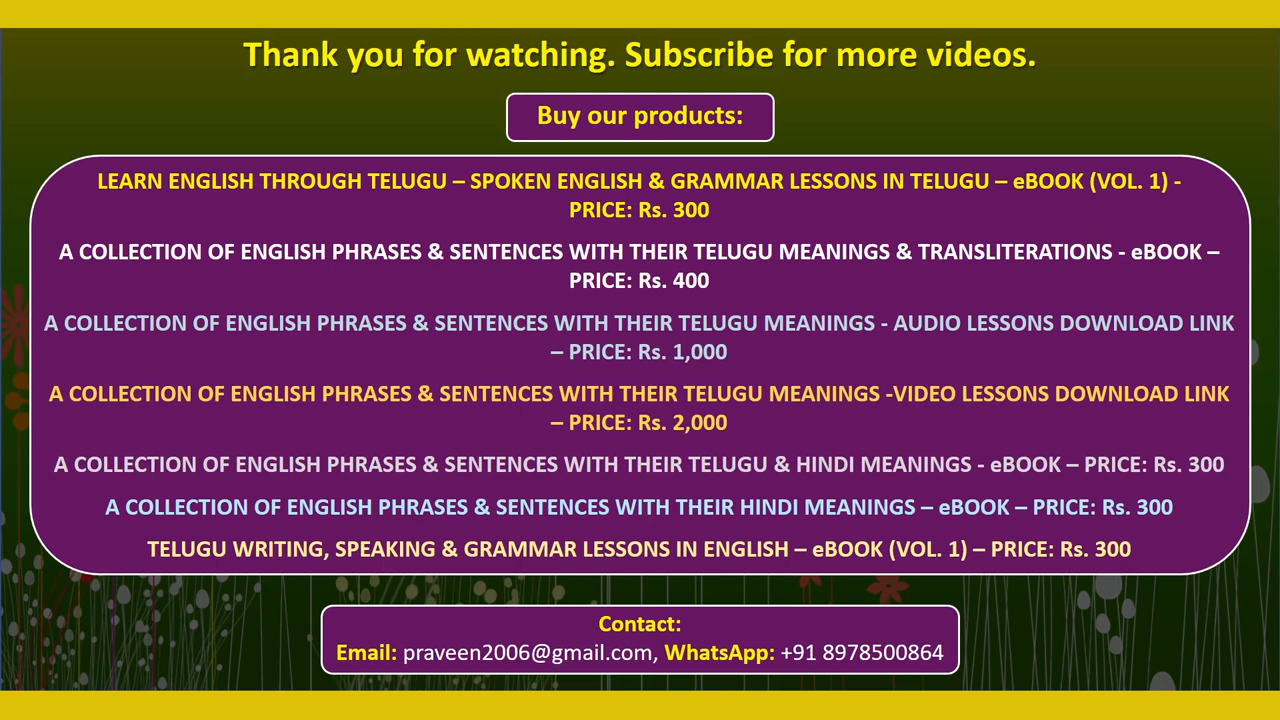 Thank you for watching. Subscribe for more videos.
Buy our products:
LEARN ENGLISH THROUGH TELUGU – SPOKEN ENGLISH & GRAMMAR LESSONS IN TELUGU – eBOOK (VOL. 1) -
PRICE: Rs. 300
A COLLECTION OF ENGLISH PHRASES & SENTENCES WITH THEIR TELUGU MEANINGS & TRANSLITERATIONS - eBOOK –
PRICE: Rs. 400
A COLLECTION OF ENGLISH PHRASES & SENTENCES WITH THEIR TELUGU MEANINGS - AUDIO LESSONS DOWNLOAD LINK
– PRICE: Rs. 1,000
A COLLECTION OF ENGLISH PHRASES & SENTENCES WITH THEIR TELUGU MEANINGS -VIDEO LESSONS DOWNLOAD LINK
– PRICE: Rs. 2,000
A COLLECTION OF ENGLISH PHRASES & SENTENCES WITH THEIR TELUGU & HINDI MEANINGS - eBOOK – PRICE: Rs. 300
A COLLECTION OF ENGLISH PHRASES & SENTENCES WITH THEIR HINDI MEANINGS – eBOOK – PRICE: Rs. 300
TELUGU WRITING, SPEAKING & GRAMMAR LESSONS IN ENGLISH – eBOOK (VOL. 1) – PRICE: Rs. 300
Contact:
Email: praveen2006@gmail.com, WhatsApp: +91 8978500864